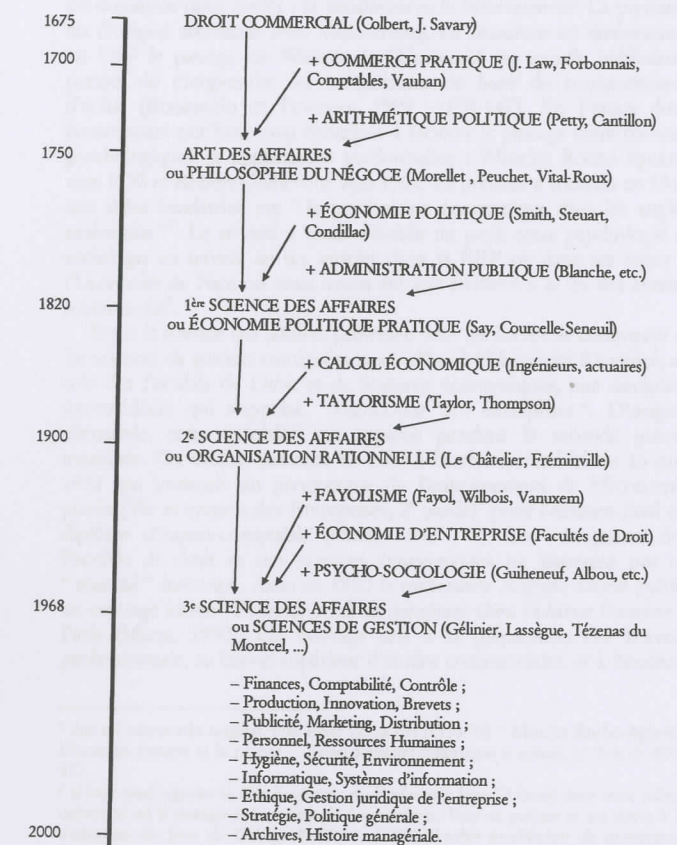 1675
DROIT COMMERCIAL (Colbert, J. Savary)
1700
+ COMMERCE PRATIQUE (J. Law, Forbonnais,
Comptables, Vauban)
+ ARITHMÉTIQUE POLITIQUE (Petty, Cantillon)
1750
ART DES AFFAIRES
ou PHILOSOPHIE DU NÉGOCE (Morellet , Peuchet, Vital-Roux)
+ ÉCONOMIE POLITIQUE (Smith, Steuart,
Condillac)
+ ADMINISTRATION PUBLIQUE (Blanche, etc.)
1820
1ère SCIENCE DES AFFAIRES
ou ÉCONOMIE POLITIQUE PRATIQUE (Say, Courcelle-Seneuil)
+ CALCUL ÉCONOMIQUE (Ingénieurs, actuaires)
+ TAYLORISME (Taylor, Thompson)
1900
2e SCIENCE DES AFFAIRES
ou ORGANISATION RATIONNELLE (Le Châtelier, Fréminville)
+ FAYOLISME (Fayol, Wilbois, Vanuxem)
+ ÉCONOMIE D'ENTREPRISE (Facultés de Droit)
+ PSYCHO-SOCIOLOGIE (Guiheneuf, Albou, etc.)
1968
3e SCIENCE DES AFFAIRES
ou SCIENCES DE GESTION (Gélinier, Lassègue, Tézenas du
Montcel, ...)
– Finances, Comptabilité, Contrôle ;
– Production, Innovation, Brevets ;
– Publicité, Marketing, Distribution ;
– Personnel, Ressources Humaines ;
– Hygiène, Sécurité, Environnement ;
– Informatique, Systèmes d'information ;
– Ethique, Gestion juridique de l'entreprise ;
– Stratégie, Politique générale ;
2000
– Archives, Histoire managériale.